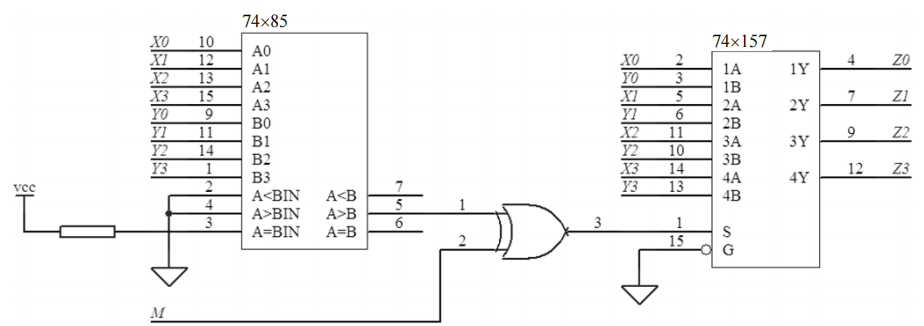 74×85
X0 10 A0
X1 12 A1
X2 13 A2
X3 15 A3
Y0 9 B0
Y1 11 B1
Y2 14 B2
Y3 1 B3
vcc
2 A<BIN A<B 7
4 A>BIN A>B 5
3 A=BIN A=B 6
1
2
3
M
74×157
X0 2 1A 1Y 4 Z0
Y0 3 1B
X1 5 2A 2Y 7 Z1
Y1 6 2B
X2 11 3A 3Y 9 Z2
Y2 10 3B
X3 14 4A 4Y 12 Z3
Y3 13 4B
1 S
15 G